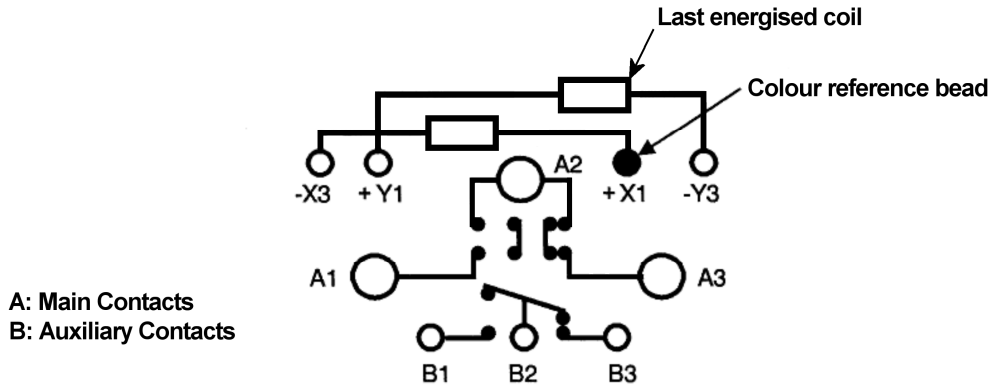 Last energised coil
Colour reference bead
-X3
+ Y1
A2
+ X1
-Y3
A1
A3
A: Main Contacts
B: Auxiliary Contacts
B1
B2
B3